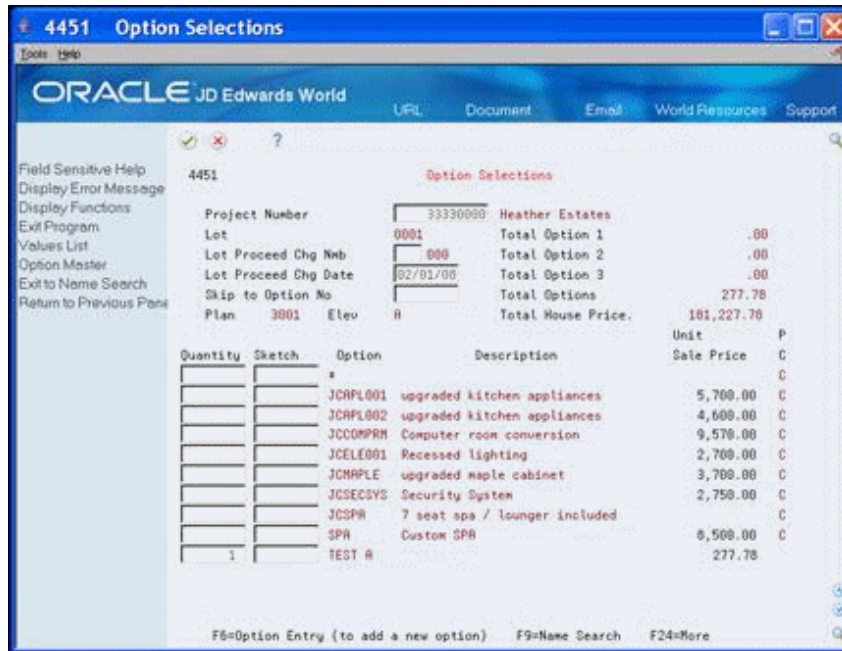 4451 Option Selections
Tools Help
ORACLE JD Edwards World
URL Document Email World Resources Support
?
Field Sensitive Help
Display Error Message
Display Functions
Exit Program
Values List
Option Master
Exit to Name Search
Return to Previous Pane
4451 Option Selections
Project Number 33330000 Heather Estates
Lot 0001 Total Option 1 .00
Lot Proceed Chg Nmb 000 Total Option 2 .00
Lot Proceed Chg Date 02/01/08 Total Option 3 .00
Skip to Option No Total Options 277.78
Plan 3001 Elev A Total House Price. 181,227.78
Unit P
Quantity Sketch Option Description Sale Price C
* C
JCAPL001 upgraded kitchen appliances 5,700.00 C
JCAPL002 upgraded kitchen appliances 4,600.00 C
JCCOMPRM Computer room conversion 9,570.00 C
JCELE001 Recessed lighting 2,700.00 C
JCMAPLE upgraded maple cabinet 3,700.00 C
JCSECSYS Security System 2,750.00 C
JCSPA 7 seat spa / lounger included C
SPA Custom SPA 8,500.00 C
1 TEST A 277.78
F6=Option Entry (to add a new option) F9=Name Search F24=More